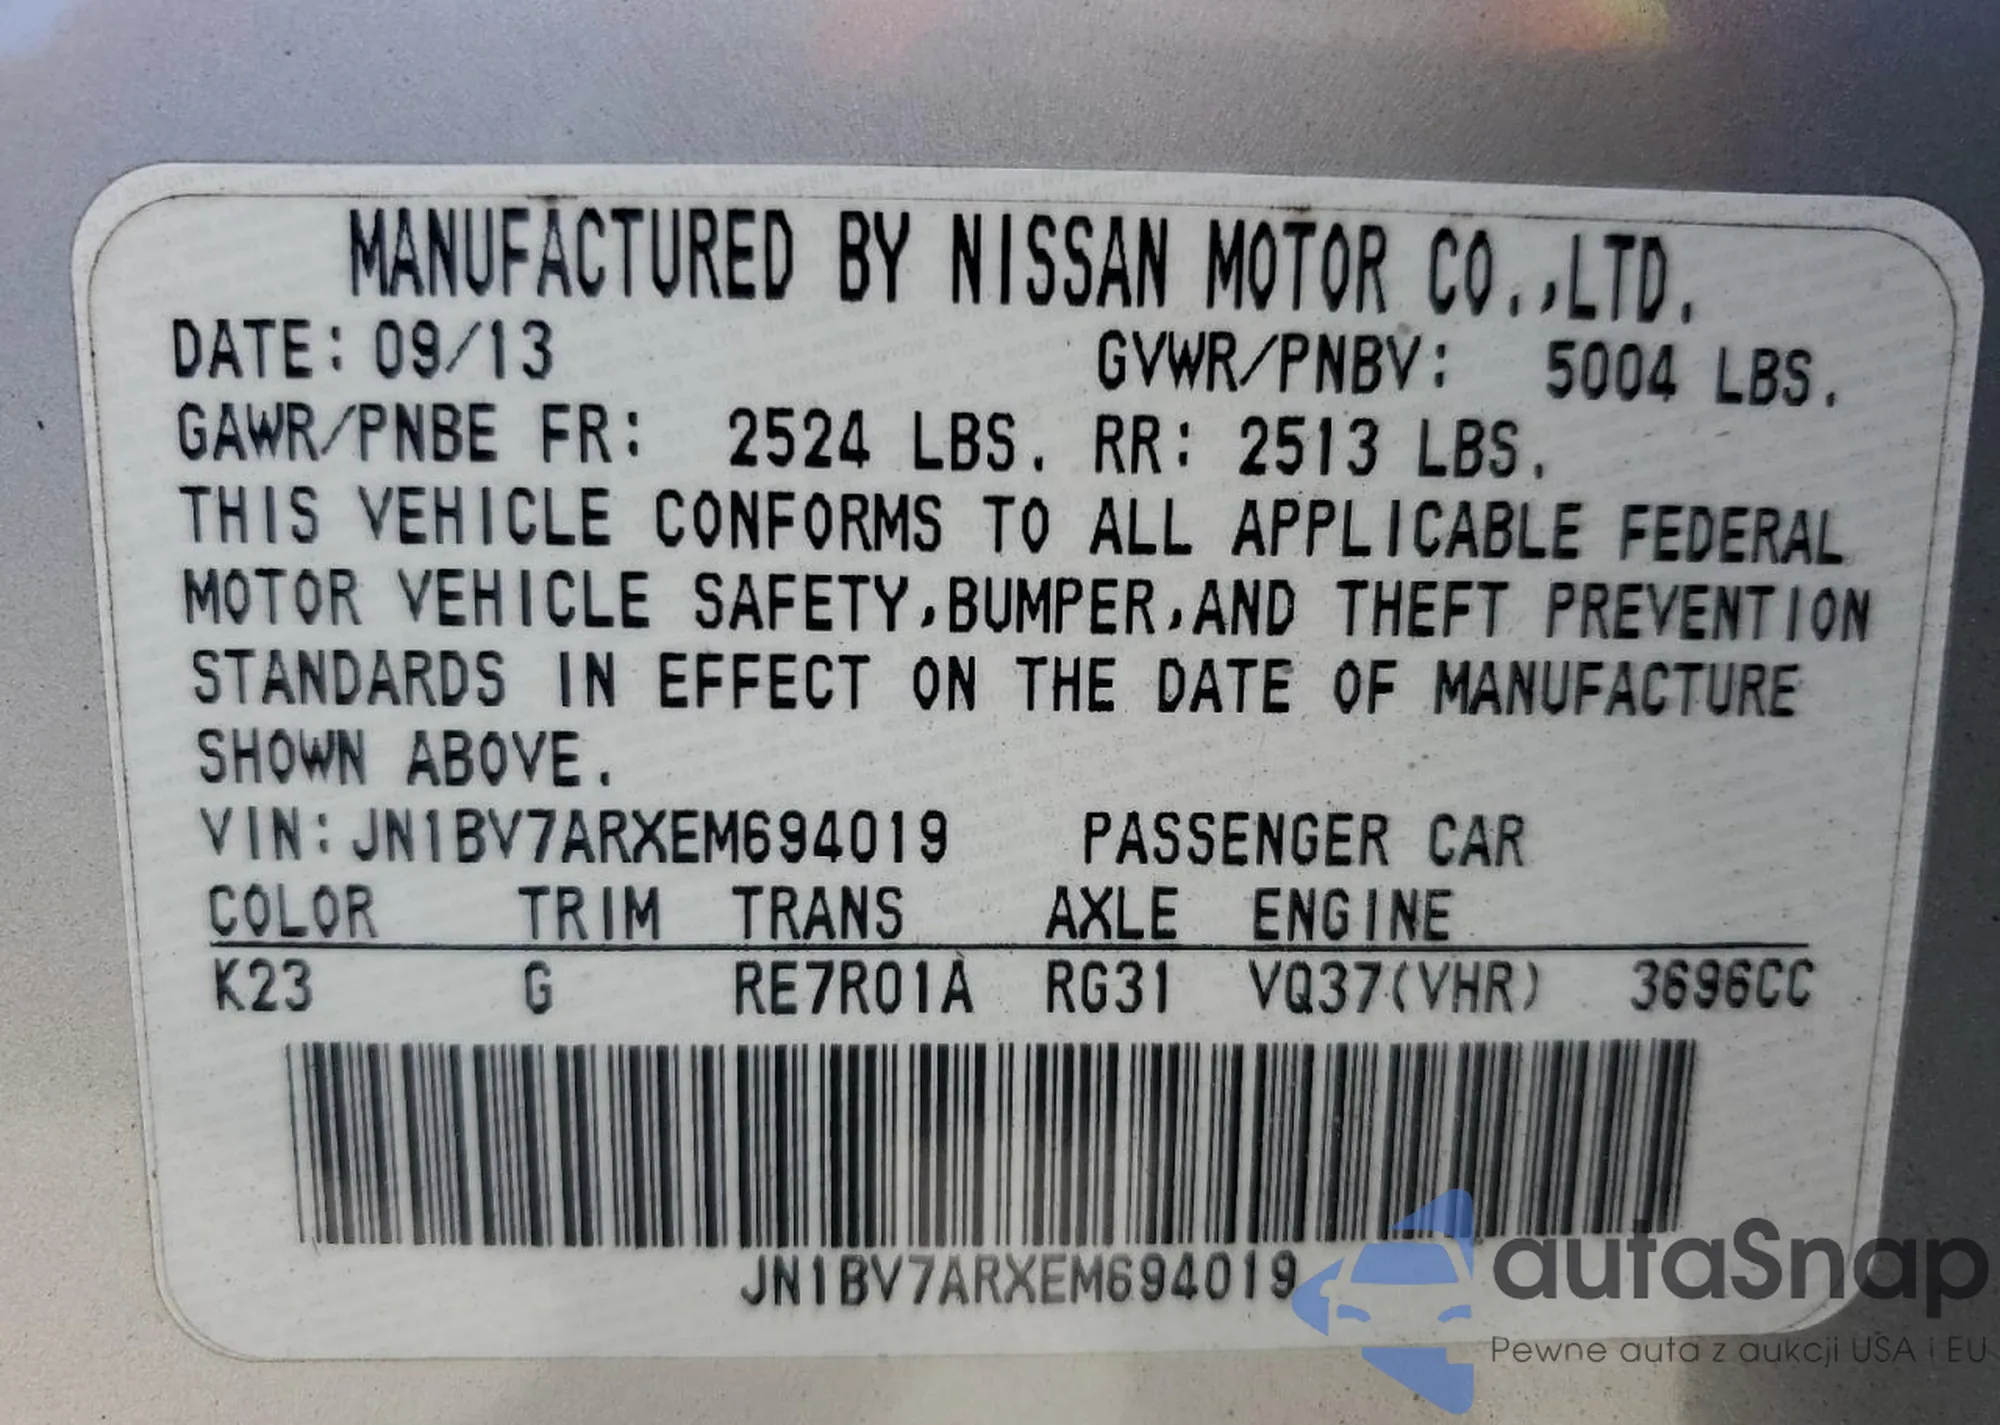 MANUFACTURED BY NISSAN MOTOR CO.,LTD.
DATE: 09/13 GVWR/PNBV: 5004 LBS.
GAWR/PNBE FR: 2524 LBS. RR: 2513 LBS.
THIS VEHICLE CONFORMS TO ALL APPLICABLE FEDERAL
MOTOR VEHICLE SAFETY,BUMPER,AND THEFT PREVENTION
STANDARDS IN EFFECT ON THE DATE OF MANUFACTURE
SHOWN ABOVE.
VIN:JN1BV7ARXEM694019 PASSENGER CAR
COLOR TRIM TRANS AXLE ENGINE
K23 G RE7R01A RG31 VQ37(VHR) 3696CC
JN1BV7ARXEM694019
autaSnap
Pewne auta z aukcji USA i EU